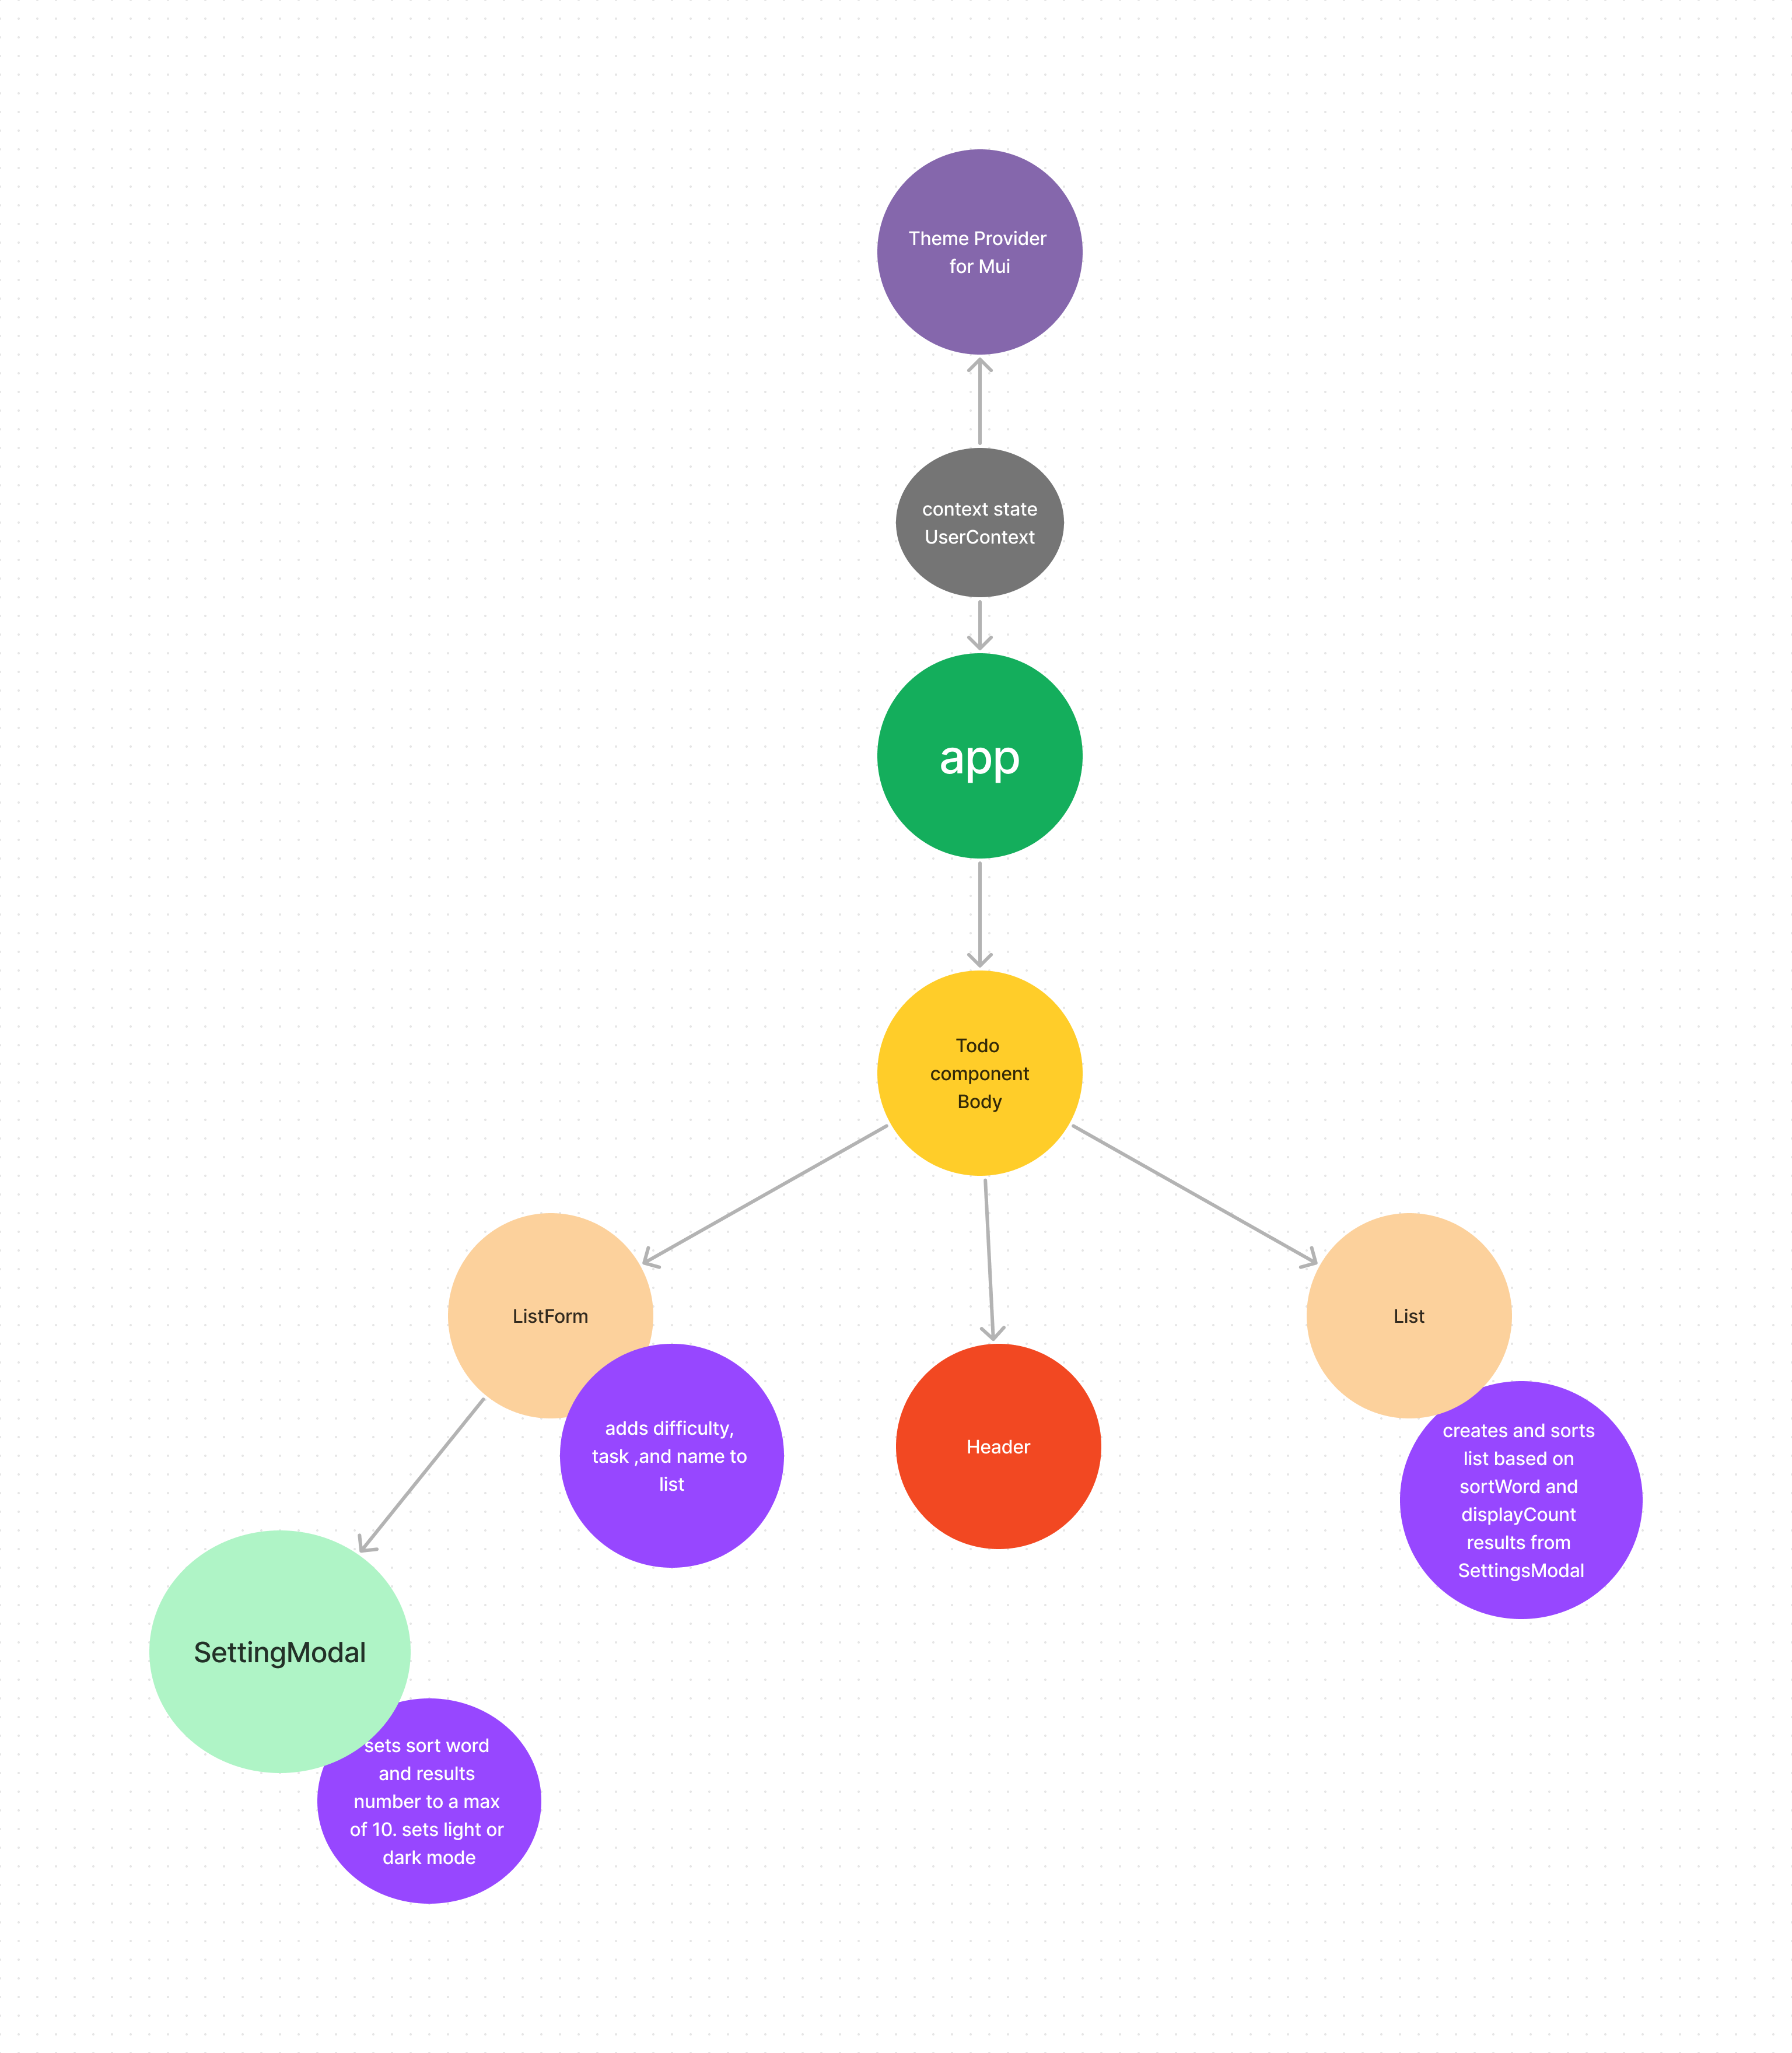 Theme Provider
for Mui
context state
UserContext
app
Todo
component
Body
ListForm
adds difficulty,
task ,and name to
list
Header
List
creates and sorts
list based on
sortWord and
displayCount
results from
SettingsModal
SettingModal
sets sort word
and results
number to a max
of 10. sets light or
dark mode